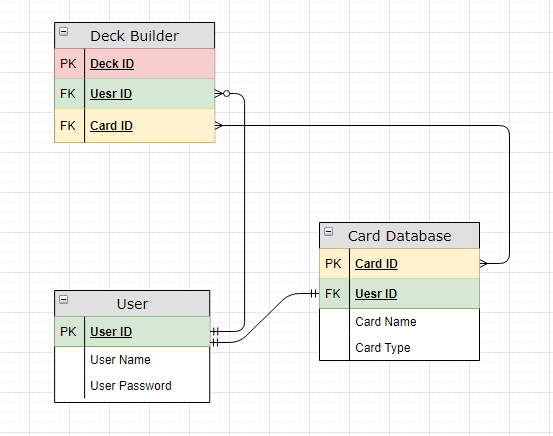 Deck Builder
PK Deck ID
FK Uesr ID
FK Card ID
Card Database
PK Card ID
FK Uesr ID
Card Name
Card Type
User
PK User ID
User Name
User Password